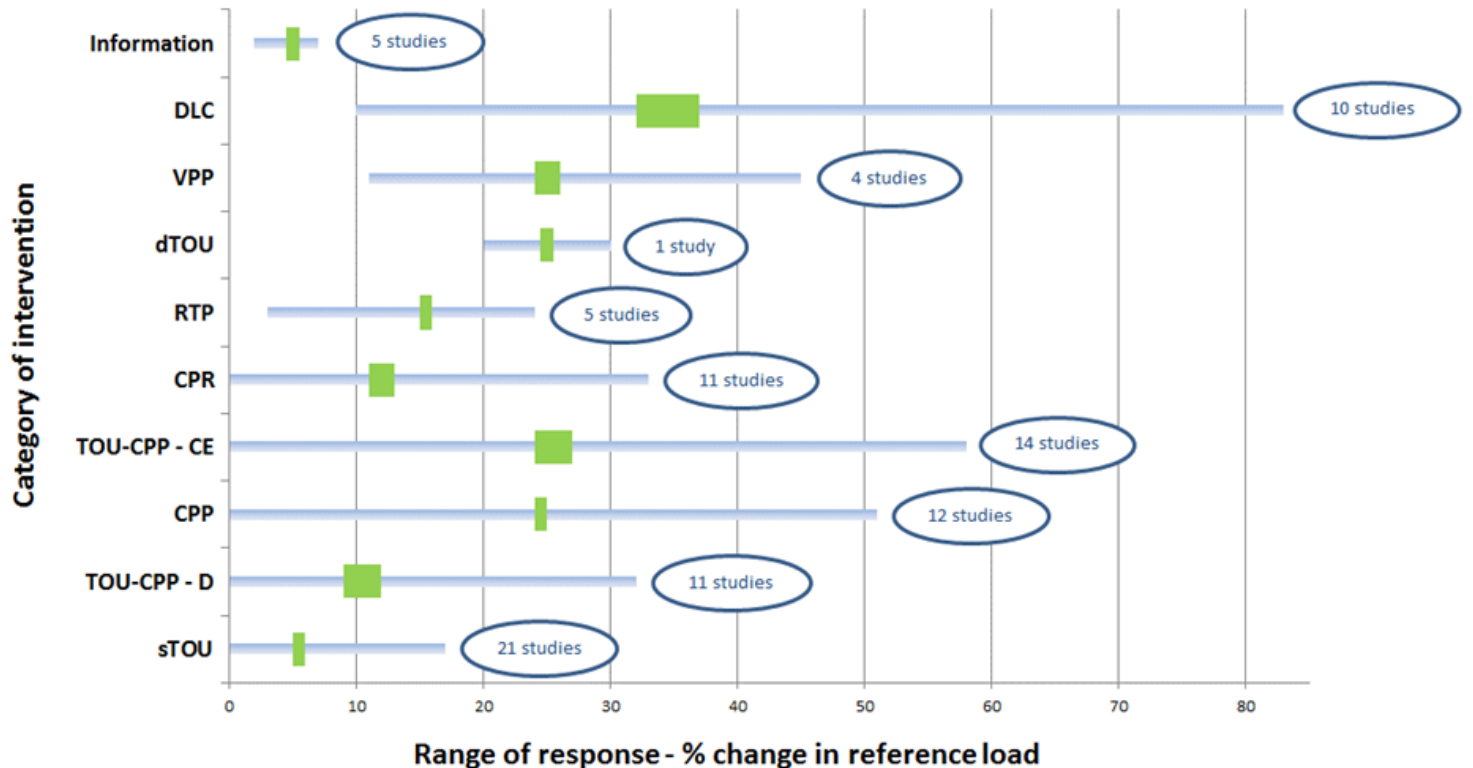 Category of intervention
Information
5 studies
DLC
10 studies
VPP
4 studies
dTOU
1 study
RTP
5 studies
CPR
11 studies
TOU-CPP - CE
14 studies
CPP
12 studies
TOU-CPP - D
11 studies
sTOU
21 studies
0 10 20 30 40 50 60 70 80
Range of response - % change in reference load